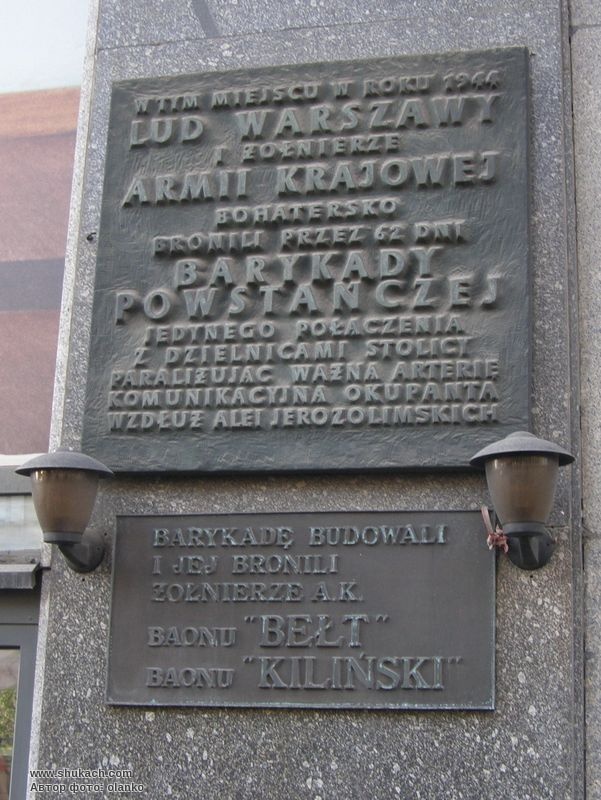 W TYM MIEJSCU W ROKU 1944
LUD WARSZAWY
I ŻOŁNIERZE
ARMII KRAJOWEJ
BOHATERSKO
BRONILI PRZEZ 62 DNI
BARYKADY
POWSTAŃCZEJ
JEDYNEGO POŁĄCZENIA
Z DZIELNICAMI STOLICY
PARALIŻUJĄC WAŻNĄ ARTERIĘ
KOMUNIKACYJNĄ OKUPANTA
WZDŁUŻ ALEI JEROZOLIMSKICH
BARYKADĘ BUDOWALI
I JEJ BRONILI
ŻOŁNIERZE A.K.
BAONU "BEŁT"
BAONU "KILIŃSKI"
www.shukach.com
Автор фото: olanko